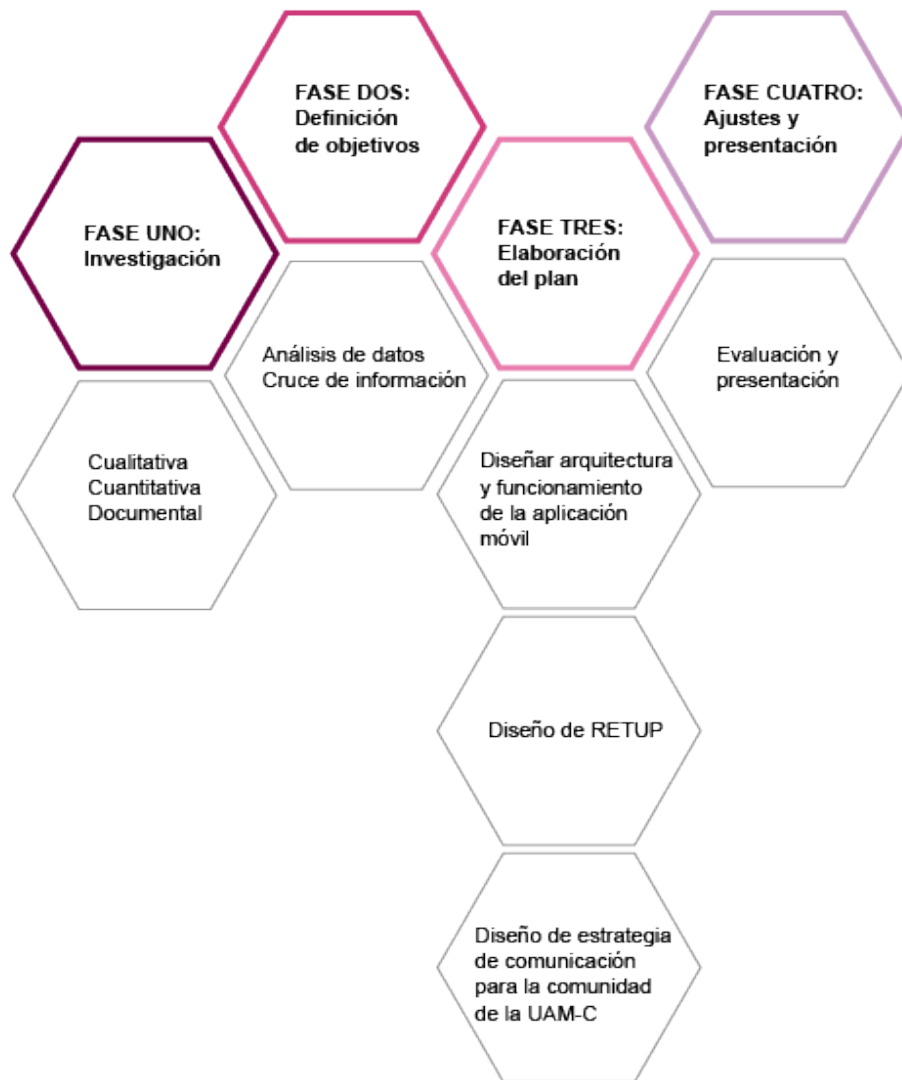 FASE UNO:
Investigación
Cualitativa
Cuantitativa
Documental
FASE DOS:
Definición
de objetivos
Análisis de datos
Cruce de información
FASE TRES:
Elaboración
del plan
Diseñar arquitectura
y funcionamiento
de la aplicación
móvil
Diseño de RETUP
Diseño de estrategia
de comunicación
para la comunidad
de la UAM-C
FASE CUATRO:
Ajustes y
presentación
Evaluación y
presentación